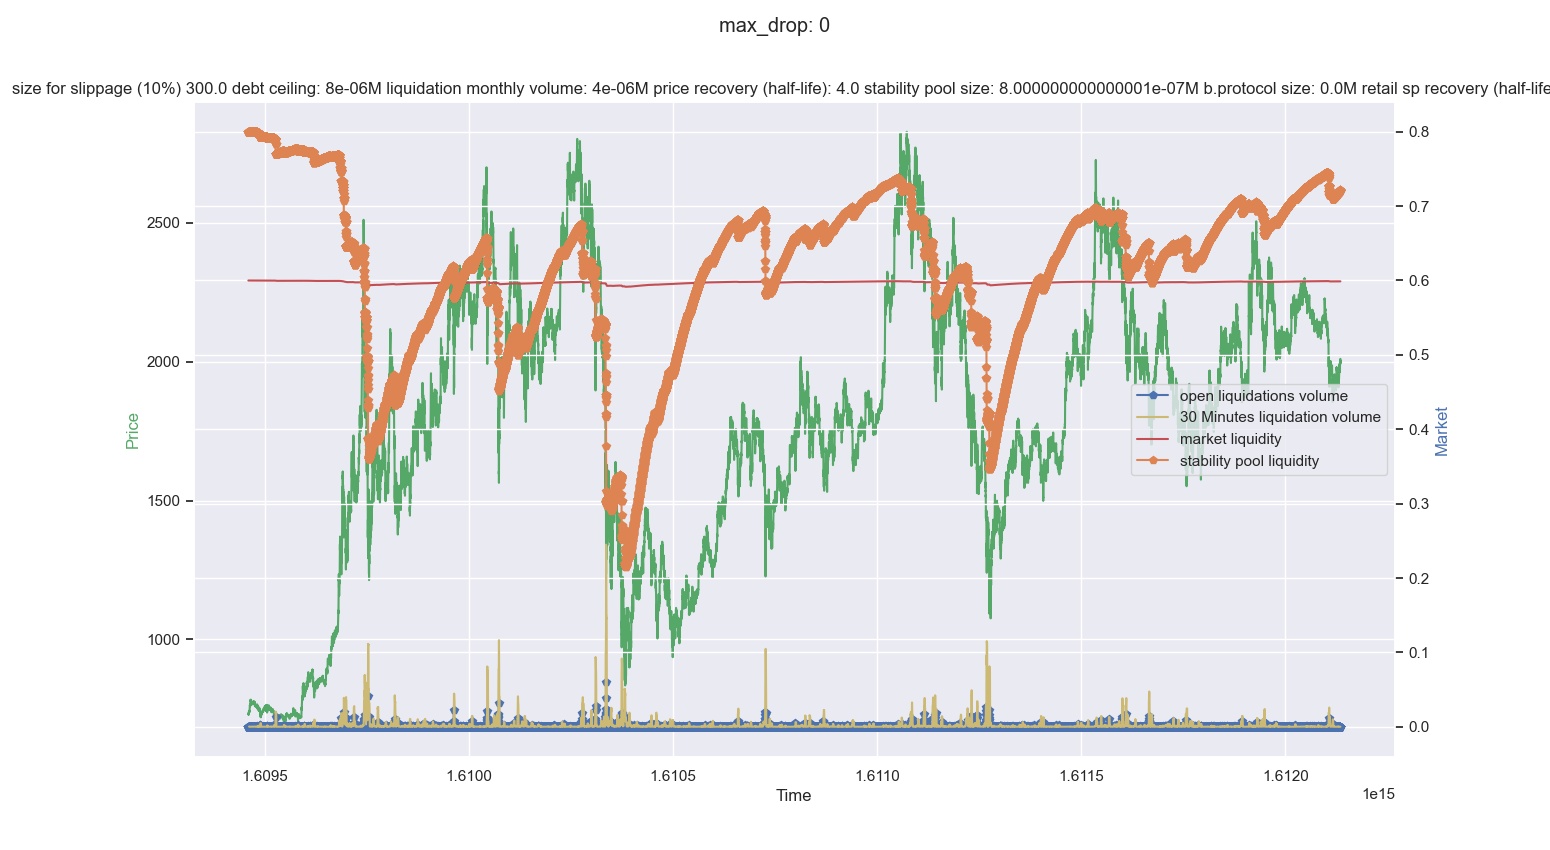 max_drop: 0
size for slippage (10%) 300.0 debt ceiling: 8e-06M liquidation monthly volume: 4e-06M price recovery (half-life): 4.0 stability pool size: 8.000000000000001e-07M b.protocol size: 0.0M retail sp recovery (half-life
0.8
2500
0.7
0.6
2000
0.5
open liquidations volume
30 Minutes liquidation volume
market liquidity
stability pool liquidity
Price
Market
0.4
1500
0.3
0.2
1000
0.1
0.0
1.6095
1.6100
1.6105
1.6110
1.6115
1.6120
Time
1e15